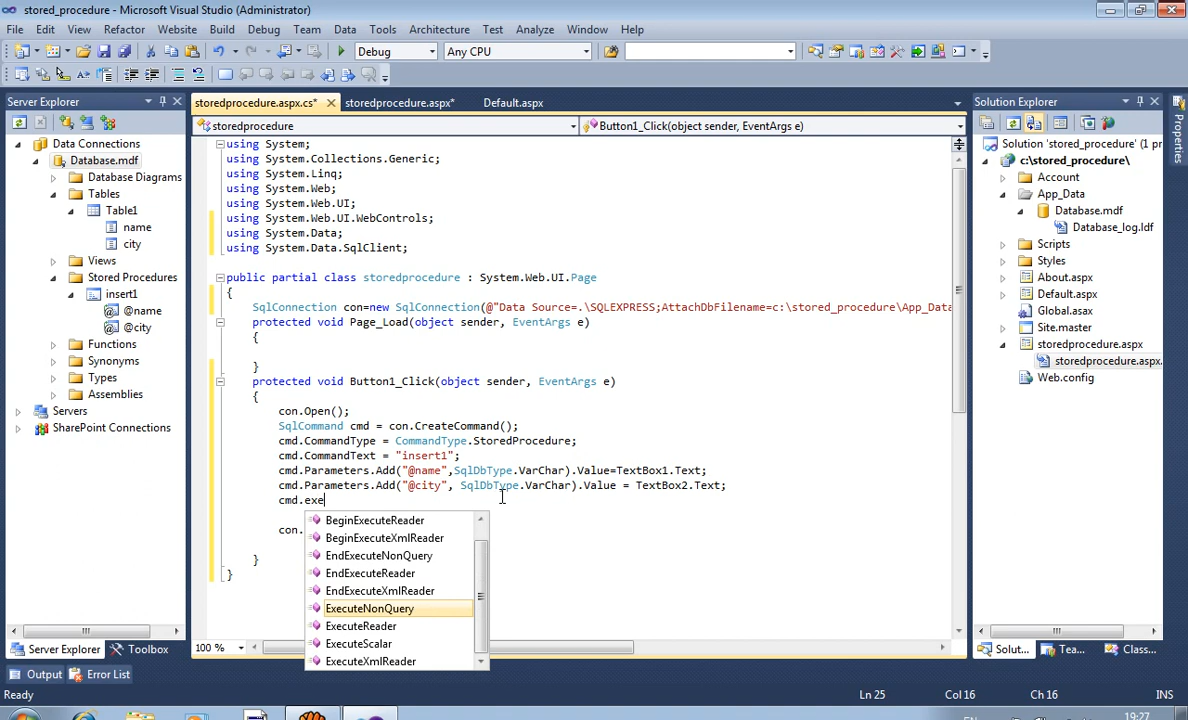 stored_procedure - Microsoft Visual Studio (Administrator)
File Edit View Refactor Website Build Debug Team Data Tools Architecture Test Analyze Window Help
Debug Any CPU
Server Explorer
storedprocedure.aspx.cs* storedprocedure.aspx* Default.aspx
Solution Explorer
storedprocedure Button1_Click(object sender, EventArgs e)
Data Connections
Database.mdf
Database Diagrams
Tables
Table1
name
city
Views
Stored Procedures
insert1
@name
@city
Functions
Synonyms
Types
Assemblies
Servers
SharePoint Connections
Server Explorer Toolbox
using System;
using System.Collections.Generic;
using System.Linq;
using System.Web;
using System.Web.UI;
using System.Web.UI.WebControls;
using System.Data;
using System.Data.SqlClient;
public partial class storedprocedure : System.Web.UI.Page
{
SqlConnection con=new SqlConnection(@"Data Source=.\SQLEXPRESS;AttachDbFilename=c:\stored_procedure\App_Data
protected void Page_Load(object sender, EventArgs e)
{
}
protected void Button1_Click(object sender, EventArgs e)
{
con.Open();
SqlCommand cmd = con.CreateCommand();
cmd.CommandType = CommandType.StoredProcedure;
cmd.CommandText = "insert1";
cmd.Parameters.Add("@name",SqlDbType.VarChar).Value=TextBox1.Text;
cmd.Parameters.Add("@city", SqlDbType.VarChar).Value = TextBox2.Text;
cmd.exe
con.
}
}
BeginExecuteReader
BeginExecuteXmlReader
EndExecuteNonQuery
EndExecuteReader
EndExecuteXmlReader
ExecuteNonQuery
ExecuteReader
ExecuteScalar
ExecuteXmlReader
100 %
Solution 'stored_procedure' (1 pr
c:\stored_procedure\
Account
App_Data
Database.mdf
Database_log.ldf
Scripts
Styles
About.aspx
Default.aspx
Global.asax
Site.master
storedprocedure.aspx
storedprocedure.aspx.
Web.config
Solut... Tea... Class...
Properties
Output Error List
Ready Ln 25 Col 16 Ch 16 INS
EN 19:27